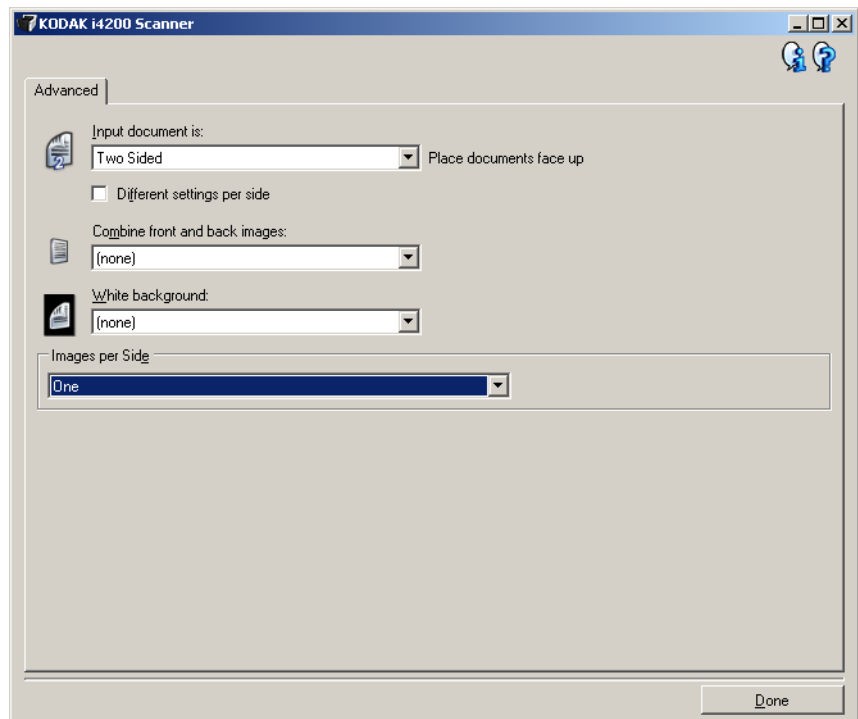 KODAK i4200 Scanner
Advanced
Input document is:
Two Sided Place documents face up
Different settings per side
Combine front and back images:
(none)
White background:
(none)
Images per Side
One
Done